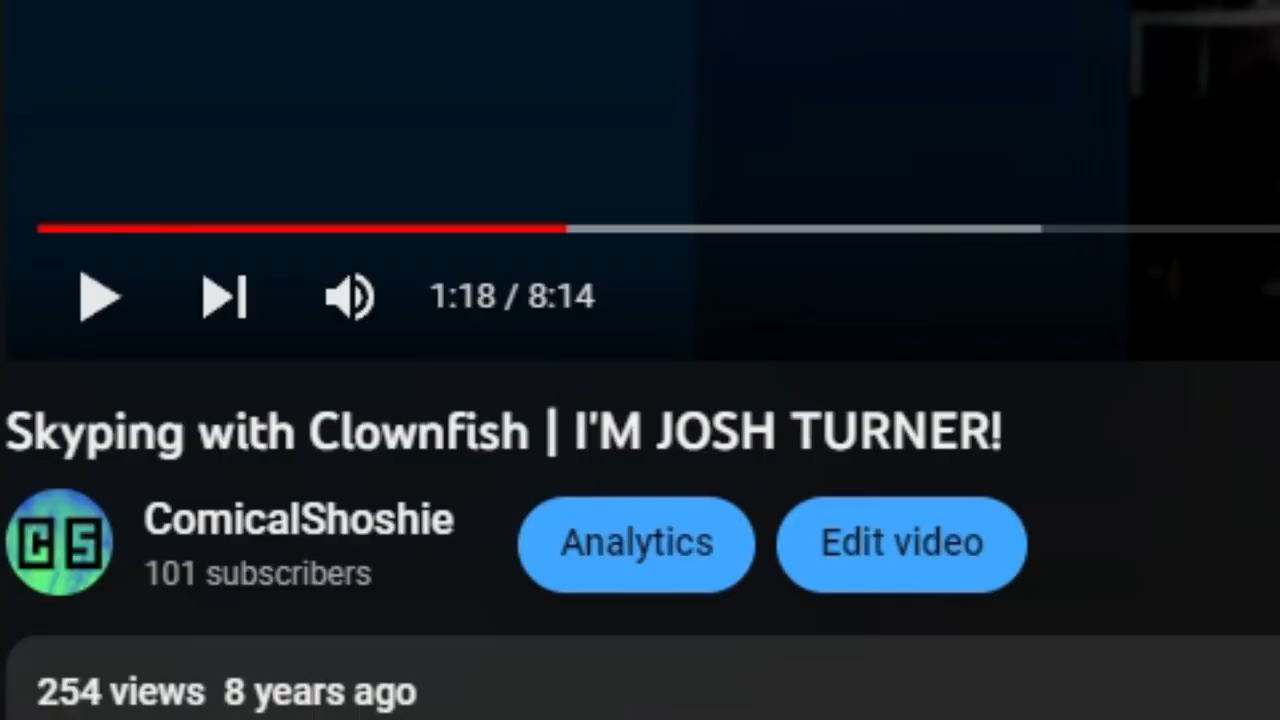 1:18 / 8:14
Skyping with Clownfish | I'M JOSH TURNER!
CS
ComicalShoshie
101 subscribers
Analytics
Edit video
254 views 8 years ago